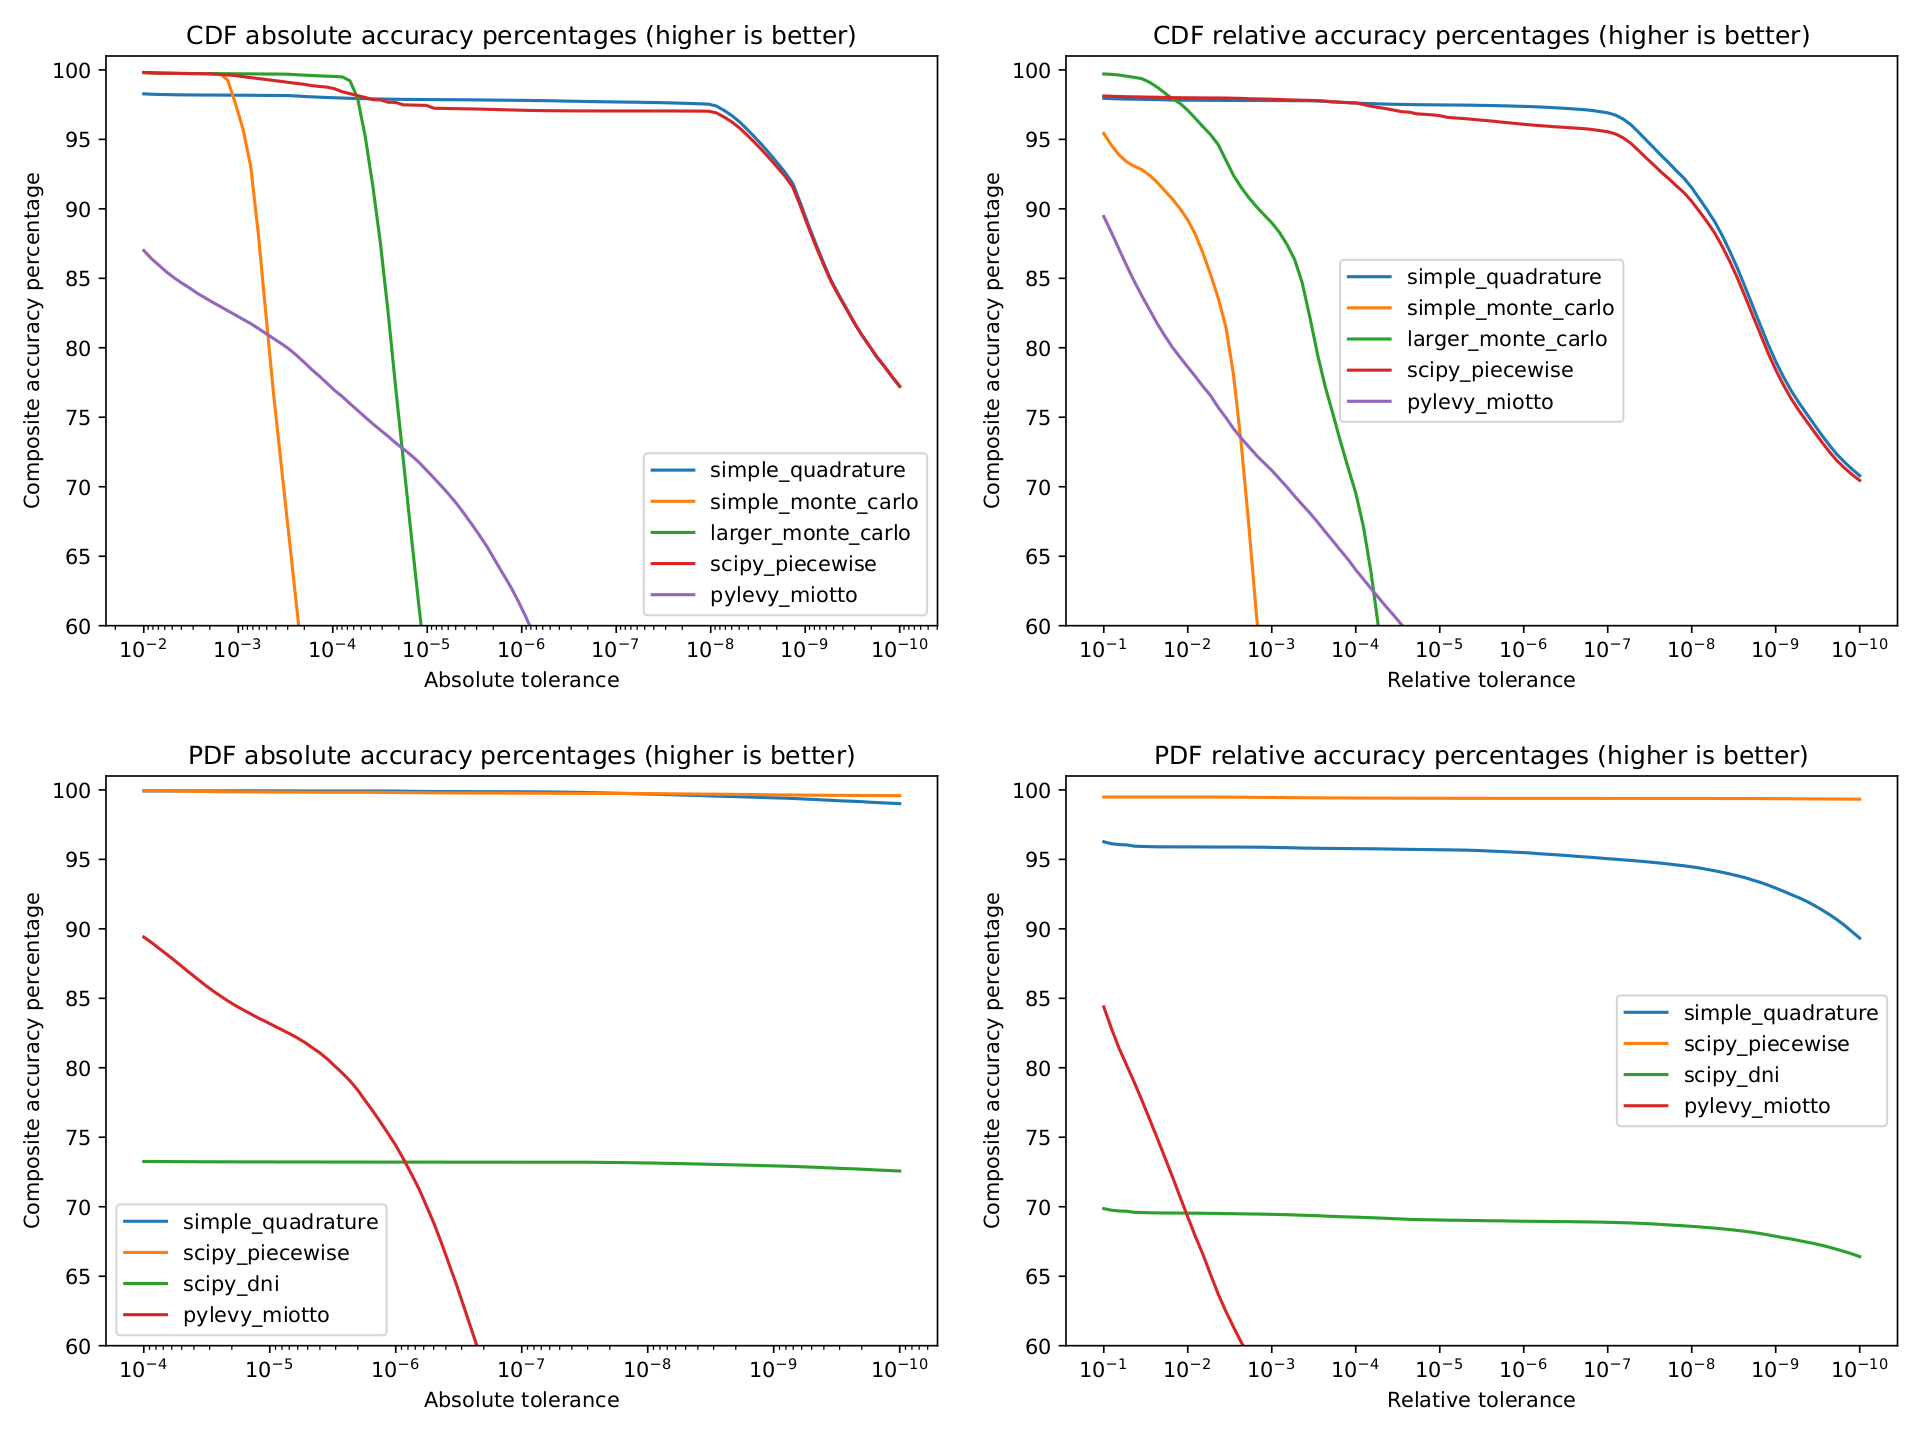 CDF absolute accuracy percentages (higher is better)
Composite accuracy percentage
100
95
90
85
80
75
70
65
60
simple_quadrature
simple_monte_carlo
larger_monte_carlo
scipy_piecewise
pylevy_miotto
10⁻² 10⁻³ 10⁻⁴ 10⁻⁵ 10⁻⁶ 10⁻⁷ 10⁻⁸ 10⁻⁹ 10⁻¹⁰
Absolute tolerance
CDF relative accuracy percentages (higher is better)
Composite accuracy percentage
100
95
90
85
80
75
70
65
60
simple_quadrature
simple_monte_carlo
larger_monte_carlo
scipy_piecewise
pylevy_miotto
10⁻¹ 10⁻² 10⁻³ 10⁻⁴ 10⁻⁵ 10⁻⁶ 10⁻⁷ 10⁻⁸ 10⁻⁹ 10⁻¹⁰
Relative tolerance
PDF absolute accuracy percentages (higher is better)
Composite accuracy percentage
100
95
90
85
80
75
70
65
60
simple_quadrature
scipy_piecewise
scipy_dni
pylevy_miotto
10⁻⁴ 10⁻⁵ 10⁻⁶ 10⁻⁷ 10⁻⁸ 10⁻⁹ 10⁻¹⁰
Absolute tolerance
PDF relative accuracy percentages (higher is better)
Composite accuracy percentage
100
95
90
85
80
75
70
65
60
simple_quadrature
scipy_piecewise
scipy_dni
pylevy_miotto
10⁻¹ 10⁻² 10⁻³ 10⁻⁴ 10⁻⁵ 10⁻⁶ 10⁻⁷ 10⁻⁸ 10⁻⁹ 10⁻¹⁰
Relative tolerance